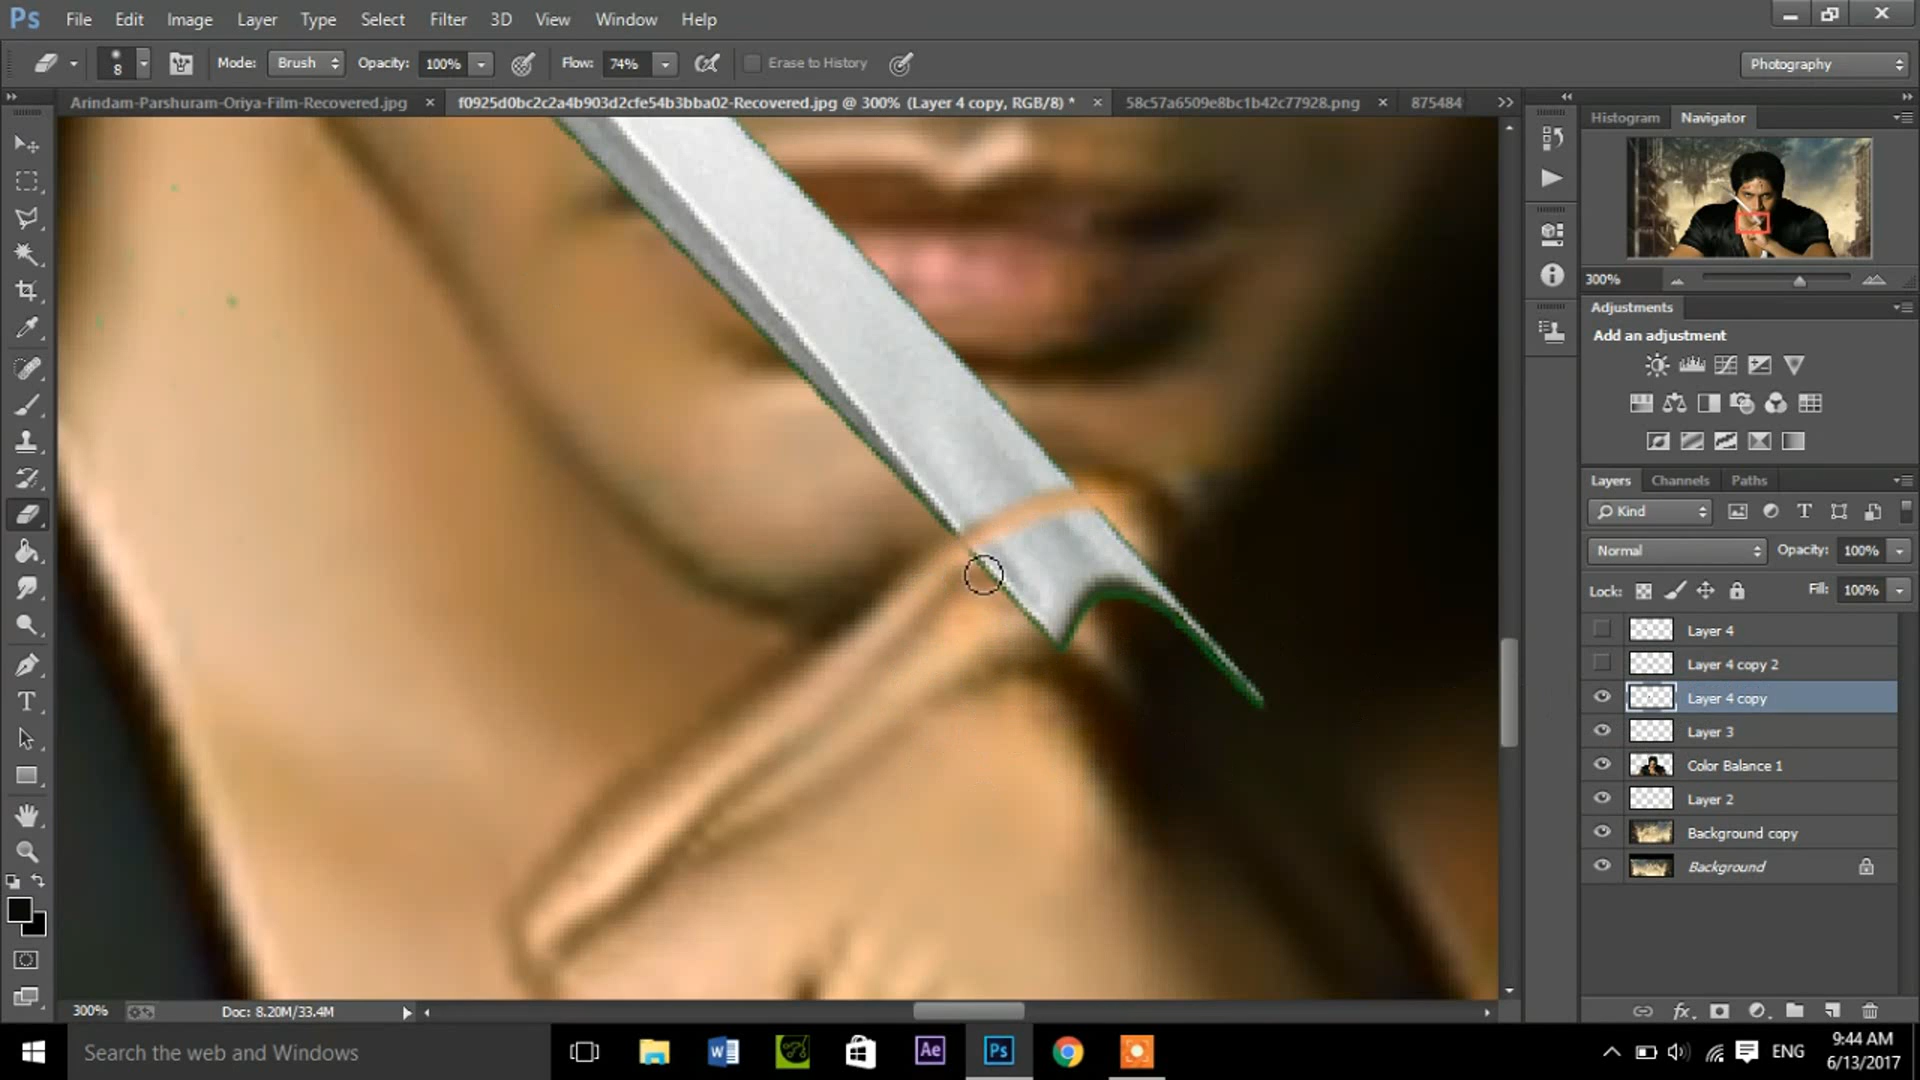 Ps File Edit Image Layer Type Select Filter 3D View Window Help
8 Mode: Brush Opacity: 100% Flow: 74% Erase to History Photography
Arindam-Parshuram-Oriya-Film-Recovered.jpg × f0925d0bc2c2a4b903d2cfe54b3bba02-Recovered.jpg @ 300% (Layer 4 copy, RGB/8) * × 58c57a6509e8bc1b42c77928.png × 875484
Histogram Navigator
300%
Adjustments
Add an adjustment
Layers Channels Paths
Kind
Normal Opacity: 100%
Lock: Fill: 100%
Layer 4
Layer 4 copy 2
Layer 4 copy
Layer 3
Color Balance 1
Layer 2
Background copy
Background
300% Doc: 8.20M/33.4M
Search the web and Windows Ae Ps ENG 9:44 AM
6/13/2017